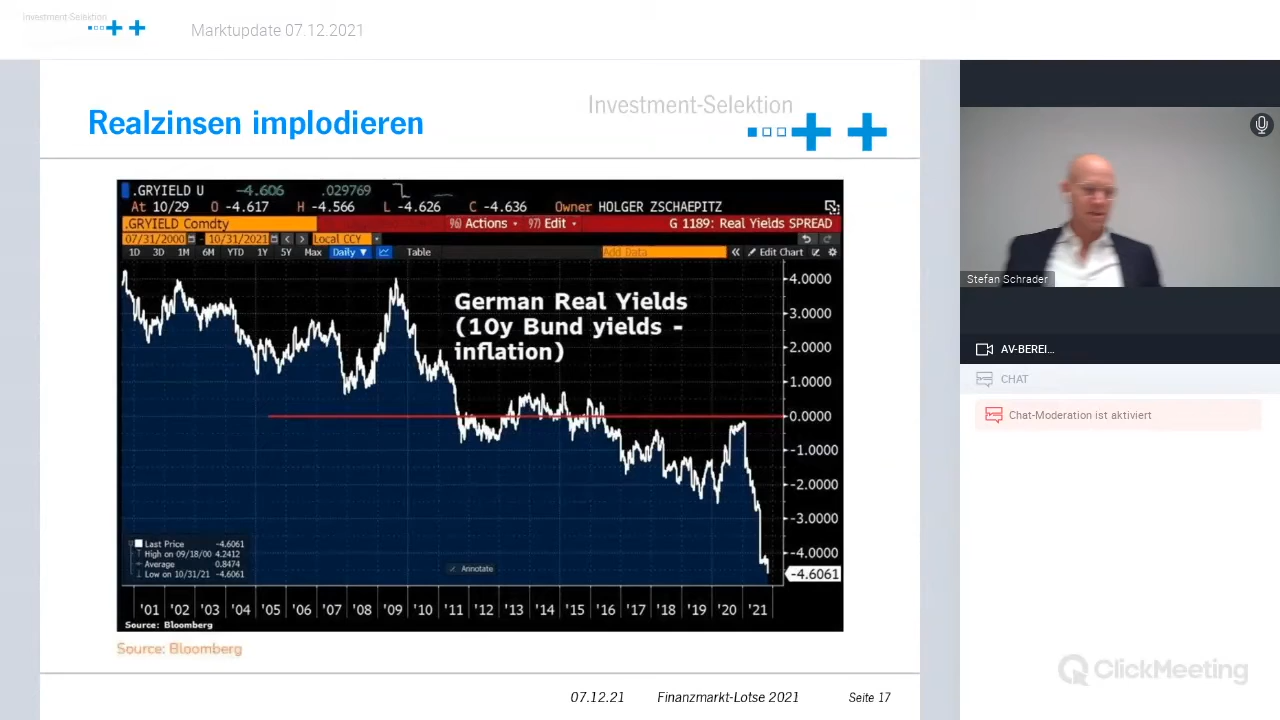 Investment-Selektion
Marktupdate 07.12.2021
Realzinsen implodieren
Investment-Selektion
.GRYIELD U -4.606 .029769
At 10/29 O -4.617 H -4.566 L -4.626 C -4.636 Owner HOLGER ZSCHAEPITZ
.GRYIELD Comdty 96) Actions 97) Edit G 1189: Real Yields SPREAD
07/31/2000 - 10/31/2021 Local CCY
1D 3D 1M 6M YTD 1Y 5Y Max Daily ▼ Table Add Data « Edit Chart
German Real Yields
(10y Bund yields -
inflation)
4.0000
3.0000
2.0000
1.0000
0.0000
-1.0000
-2.0000
-3.0000
-4.0000
-4.6061
Last Price -4.6061
High on 09/18/00 4.2412
Average 0.8474
Low on 10/31/21 -4.6061
Annotate
'01 '02 '03 '04 '05 '06 '07 '08 '09 '10 '11 '12 '13 '14 '15 '16 '17 '18 '19 '20 '21
Source: Bloomberg
Source: Bloomberg
07.12.21 Finanzmarkt-Lotse 2021 Seite 17
Stefan Schrader
AV-BEREI...
CHAT
Chat-Moderation ist aktiviert
ClickMeeting